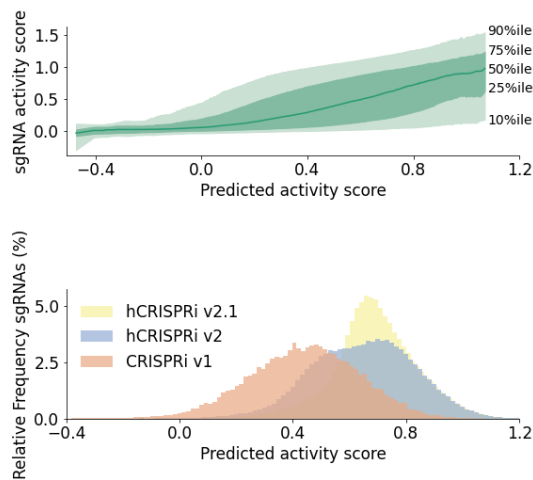 sgRNA activity score
1.5
1.0
0.5
0.0
90%ile
75%ile
50%ile
25%ile
10%ile
−0.4 0.0 0.4 0.8 1.2
Predicted activity score
Relative Frequency sgRNAs (%)
5.0
2.5
0.0
hCRISPRi v2.1
hCRISPRi v2
CRISPRi v1
−0.4 0.0 0.4 0.8 1.2
Predicted activity score